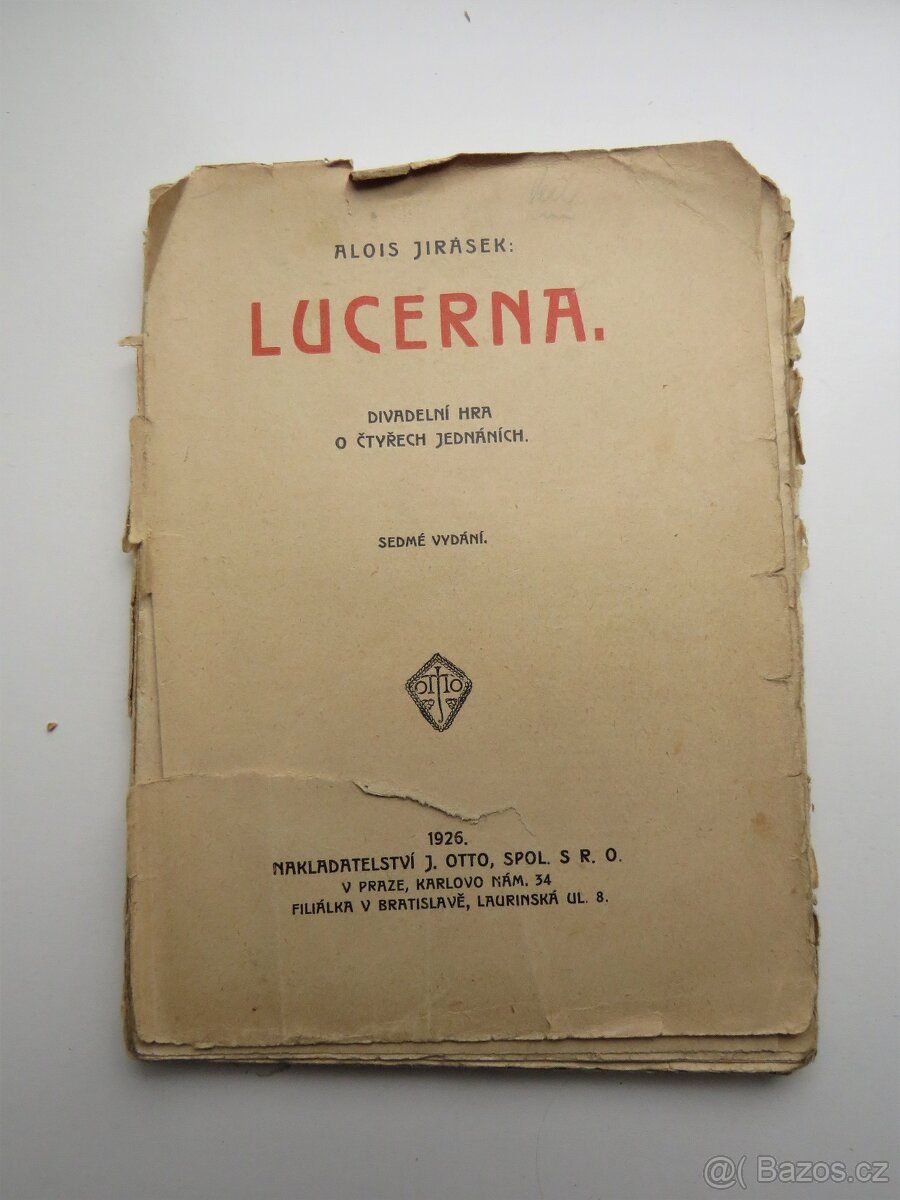 ALOIS JIRÁSEK:
LUCERNA.
DIVADELNÍ HRA
O ČTYŘECH JEDNÁNÍCH.
SEDMÉ VYDÁNÍ.
OTTO
1926.
NAKLADATELSTVÍ J. OTTO, SPOL. S R. O.
V PRAZE, KARLOVO NÁM. 34
FILIÁLKA V BRATISLAVĚ, LAURINSKÁ UL. 8.
@( Bazos.cz